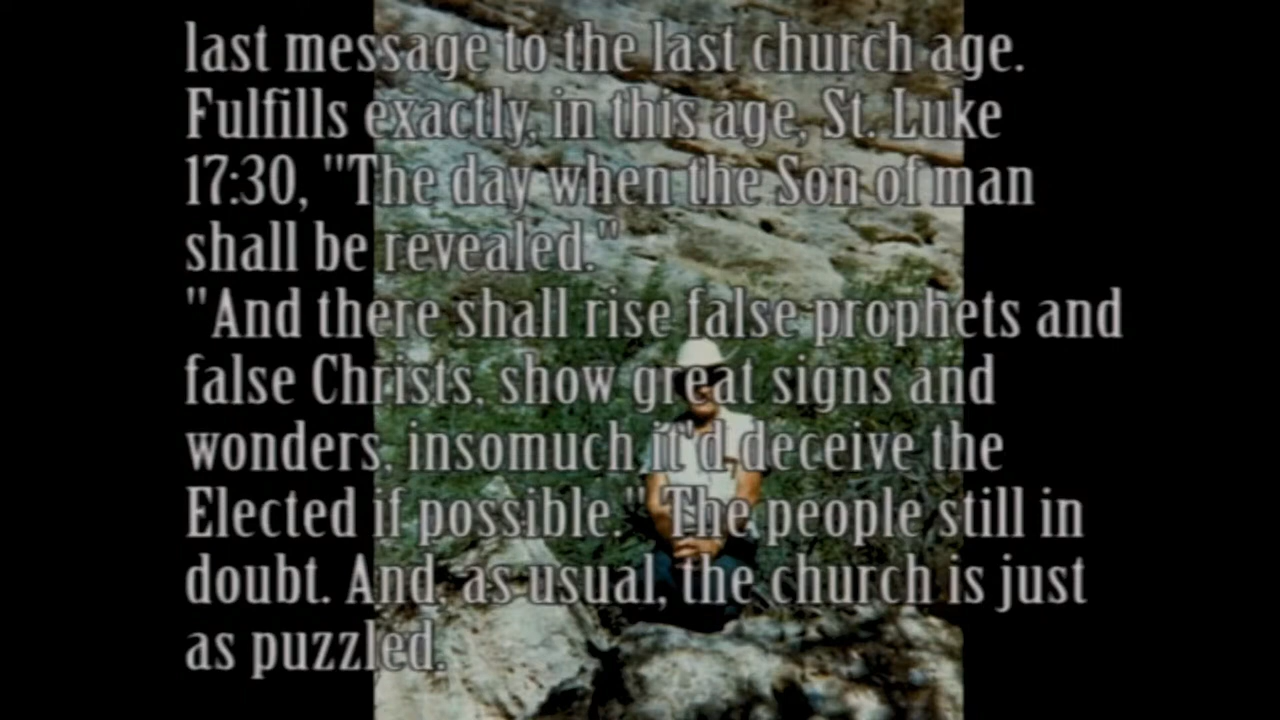 last message to the last church age.
Fulfills exactly, in this age, St. Luke
17:30, "The day when the Son of man
shall be revealed."
"And there shall rise false prophets and
false Christs, show great signs and
wonders, insomuch it'd deceive the
Elected if possible." The people still in
doubt. And, as usual, the church is just
as puzzled.